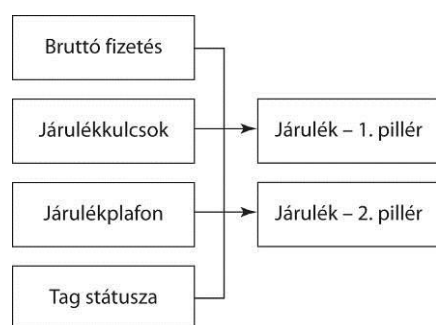 Bruttó fizetés
Járulékkulcsok
Járulék – 1. pillér
Járulékplafon
Járulék – 2. pillér
Tag státusza